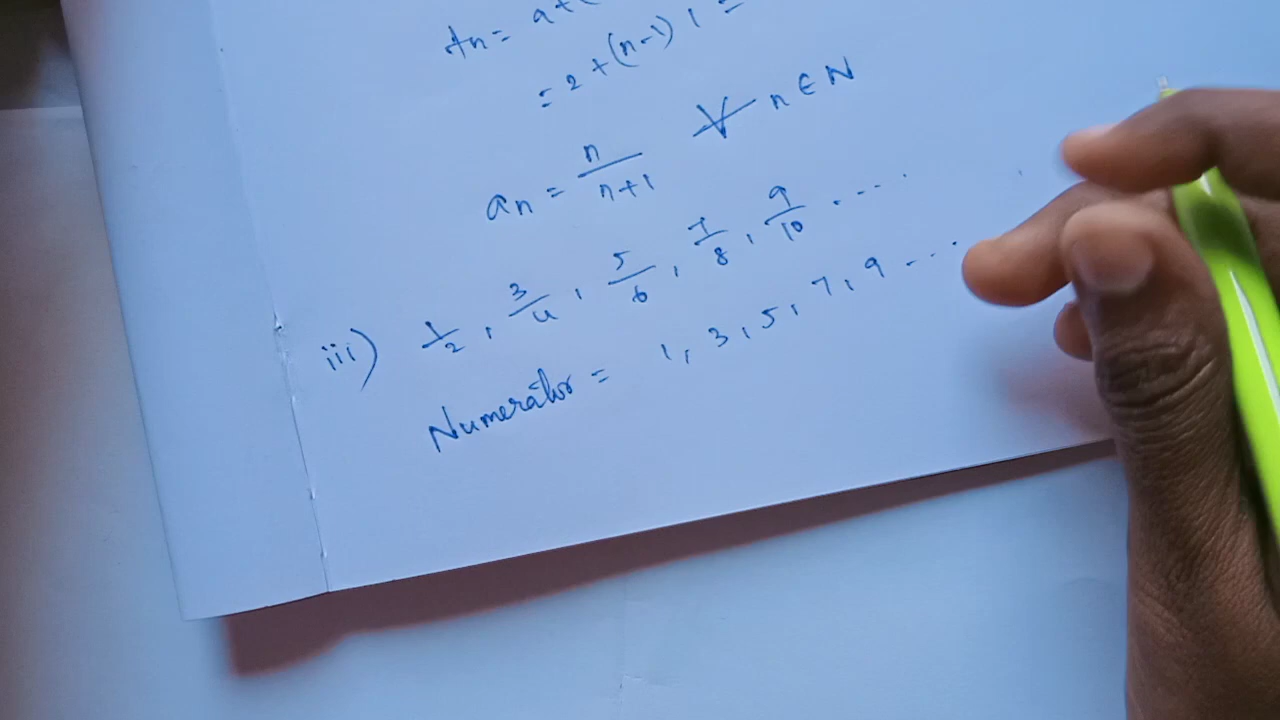 An = a+(
= 2 + (n-1) 1 =
an = n/n+1 ∀ n ∈ N
iii) 1/2, 3/4, 5/6, 7/8, 9/10 .....
Numerator = 1, 3, 5, 7, 9 ....